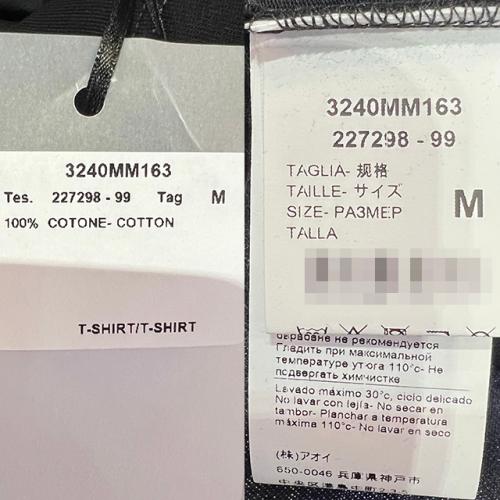 3240MM163
Tes. 227298 - 99 Tag M
100% COTONE- COTTON
T-SHIRT/T-SHIRT
3240MM163
227298 - 99
TAGLIA- 规格
TAILLE- サイズ
SIZE- РАЗМЕР
TALLA
M
Гладить при максимальной
температуре утюга 110°c- Не
подвергать химчистке
Lavado máximo 30°c, ciclo delicado
No lavar con lejía- No secar en
tambor- Planchar a temperatura
máxima 110°c- No lavar en seco
(株)アオイ
650-0046 兵庫県神戸市